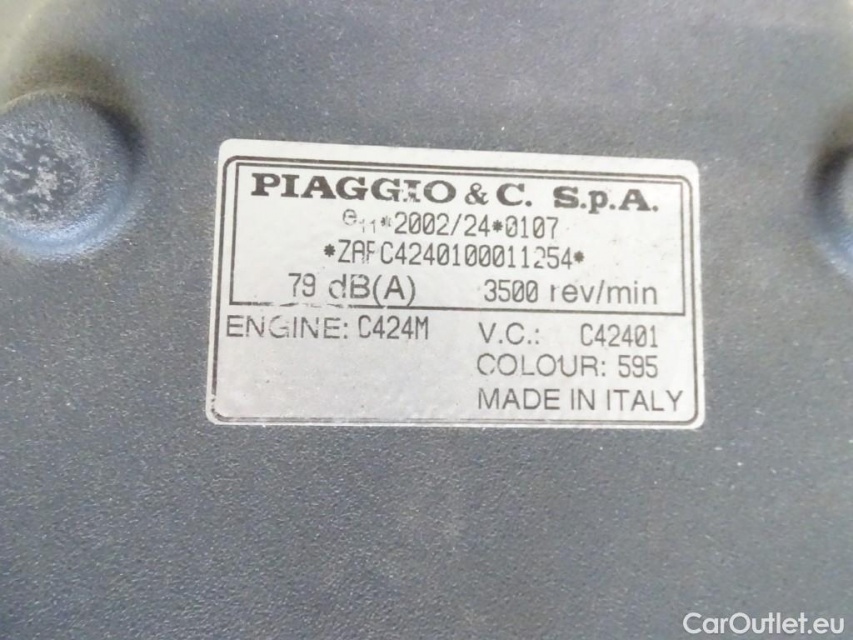 PIAGGIO & C. S.p.A.
e11*2002/24*0107
*ZAPC4240100011254*
79 dB(A) 3500 rev/min
ENGINE: C424M V.C.: C42401
COLOUR: 595
MADE IN ITALY
CarOutlet.eu